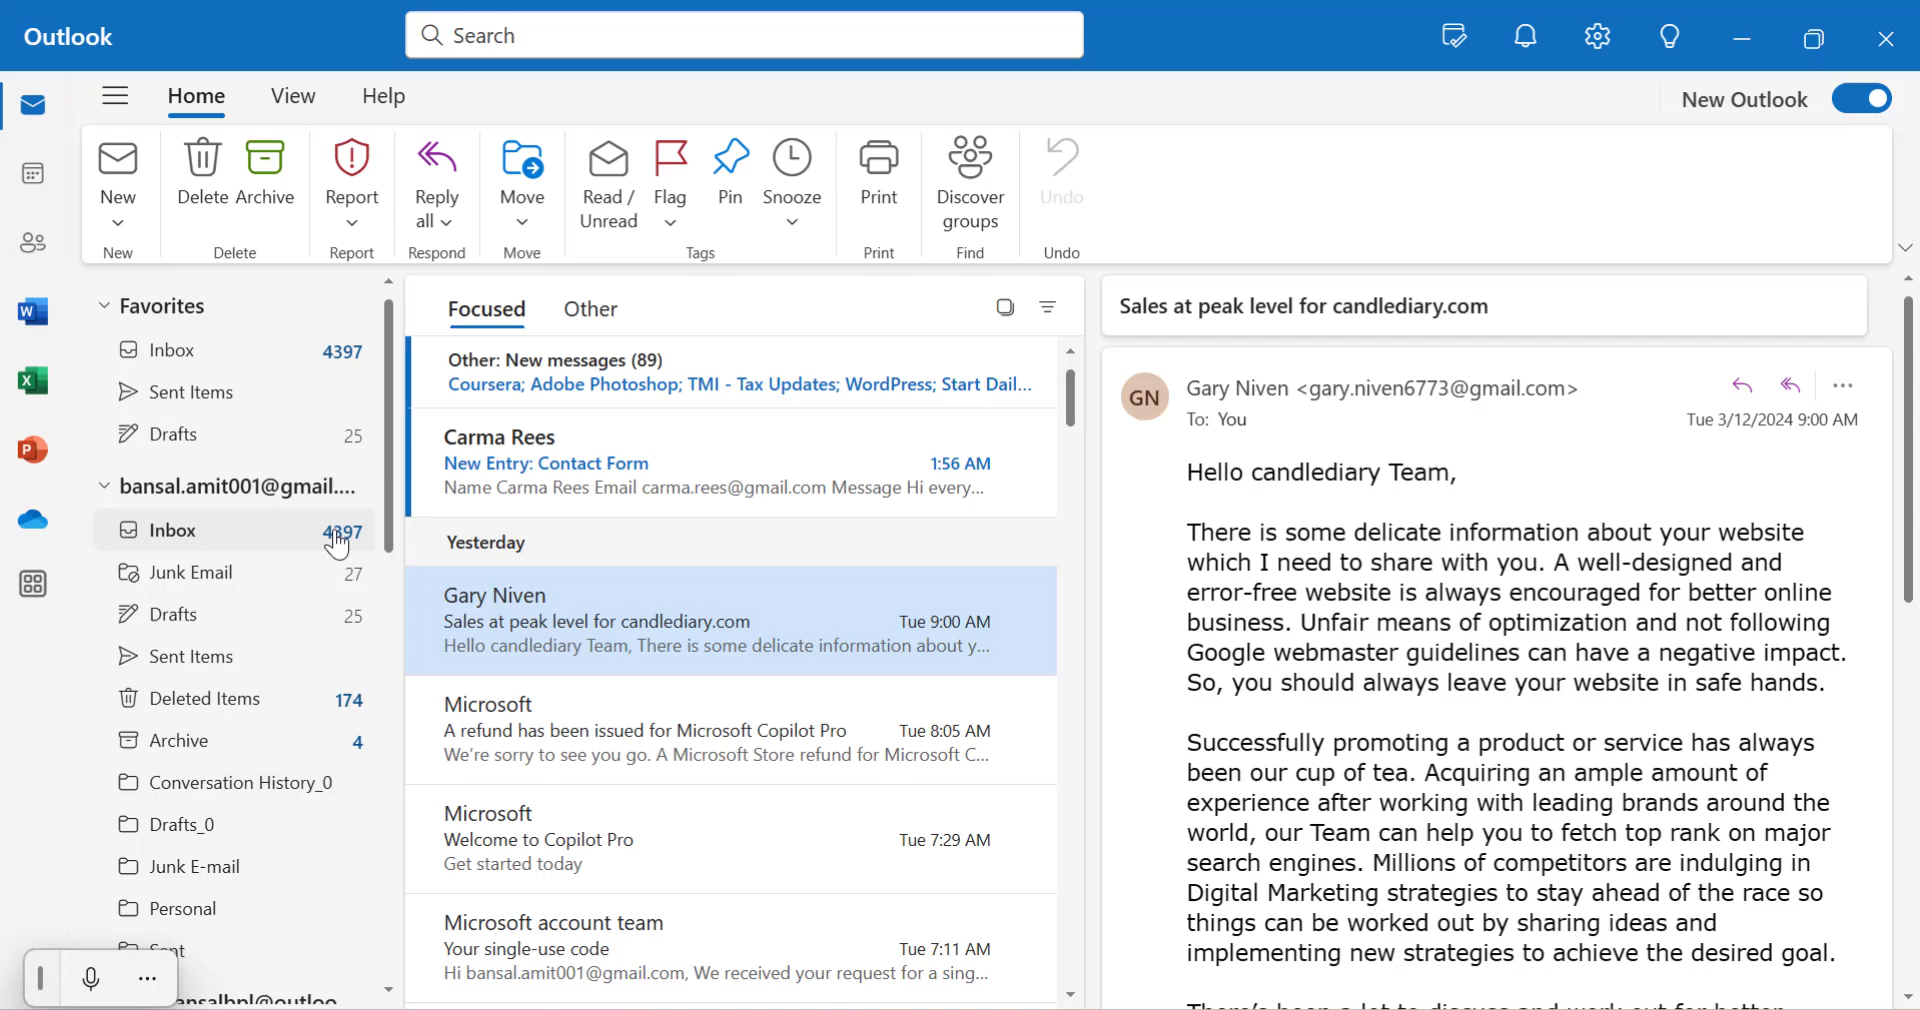 Outlook
Search
Home View Help
New Outlook
New
Delete Archive
Report
Reply all
Move
Read / Unread
Flag
Pin
Snooze
Print
Discover groups
Undo
New
Delete
Report
Respond
Move
Tags
Print
Find
Undo
Favorites
Inbox 4397
Sent Items
Drafts 25
bansal.amit001@gmail....
Inbox 4397
Junk Email 27
Drafts 25
Sent Items
Deleted Items 174
Archive 4
Conversation History_0
Drafts_0
Junk E-mail
Personal
Focused Other
Other: New messages (89)
Coursera; Adobe Photoshop; TMI - Tax Updates; WordPress; Start Dail...
Carma Rees
New Entry: Contact Form 1:56 AM
Name Carma Rees Email carma.rees@gmail.com Message Hi every...
Yesterday
Gary Niven
Sales at peak level for candlediary.com Tue 9:00 AM
Hello candlediary Team, There is some delicate information about y...
Microsoft
A refund has been issued for Microsoft Copilot Pro Tue 8:05 AM
We're sorry to see you go. A Microsoft Store refund for Microsoft C...
Microsoft
Welcome to Copilot Pro Tue 7:29 AM
Get started today
Microsoft account team
Your single-use code Tue 7:11 AM
Hi bansal.amit001@gmail.com, We received your request for a sing...
Sales at peak level for candlediary.com
GN
Gary Niven <gary.niven6773@gmail.com>
To: You Tue 3/12/2024 9:00 AM
Hello candlediary Team,
There is some delicate information about your website
which I need to share with you. A well-designed and
error-free website is always encouraged for better online
business. Unfair means of optimization and not following
Google webmaster guidelines can have a negative impact.
So, you should always leave your website in safe hands.
Successfully promoting a product or service has always
been our cup of tea. Acquiring an ample amount of
experience after working with leading brands around the
world, our Team can help you to fetch top rank on major
search engines. Millions of competitors are indulging in
Digital Marketing strategies to stay ahead of the race so
things can be worked out by sharing ideas and
implementing new strategies to achieve the desired goal.